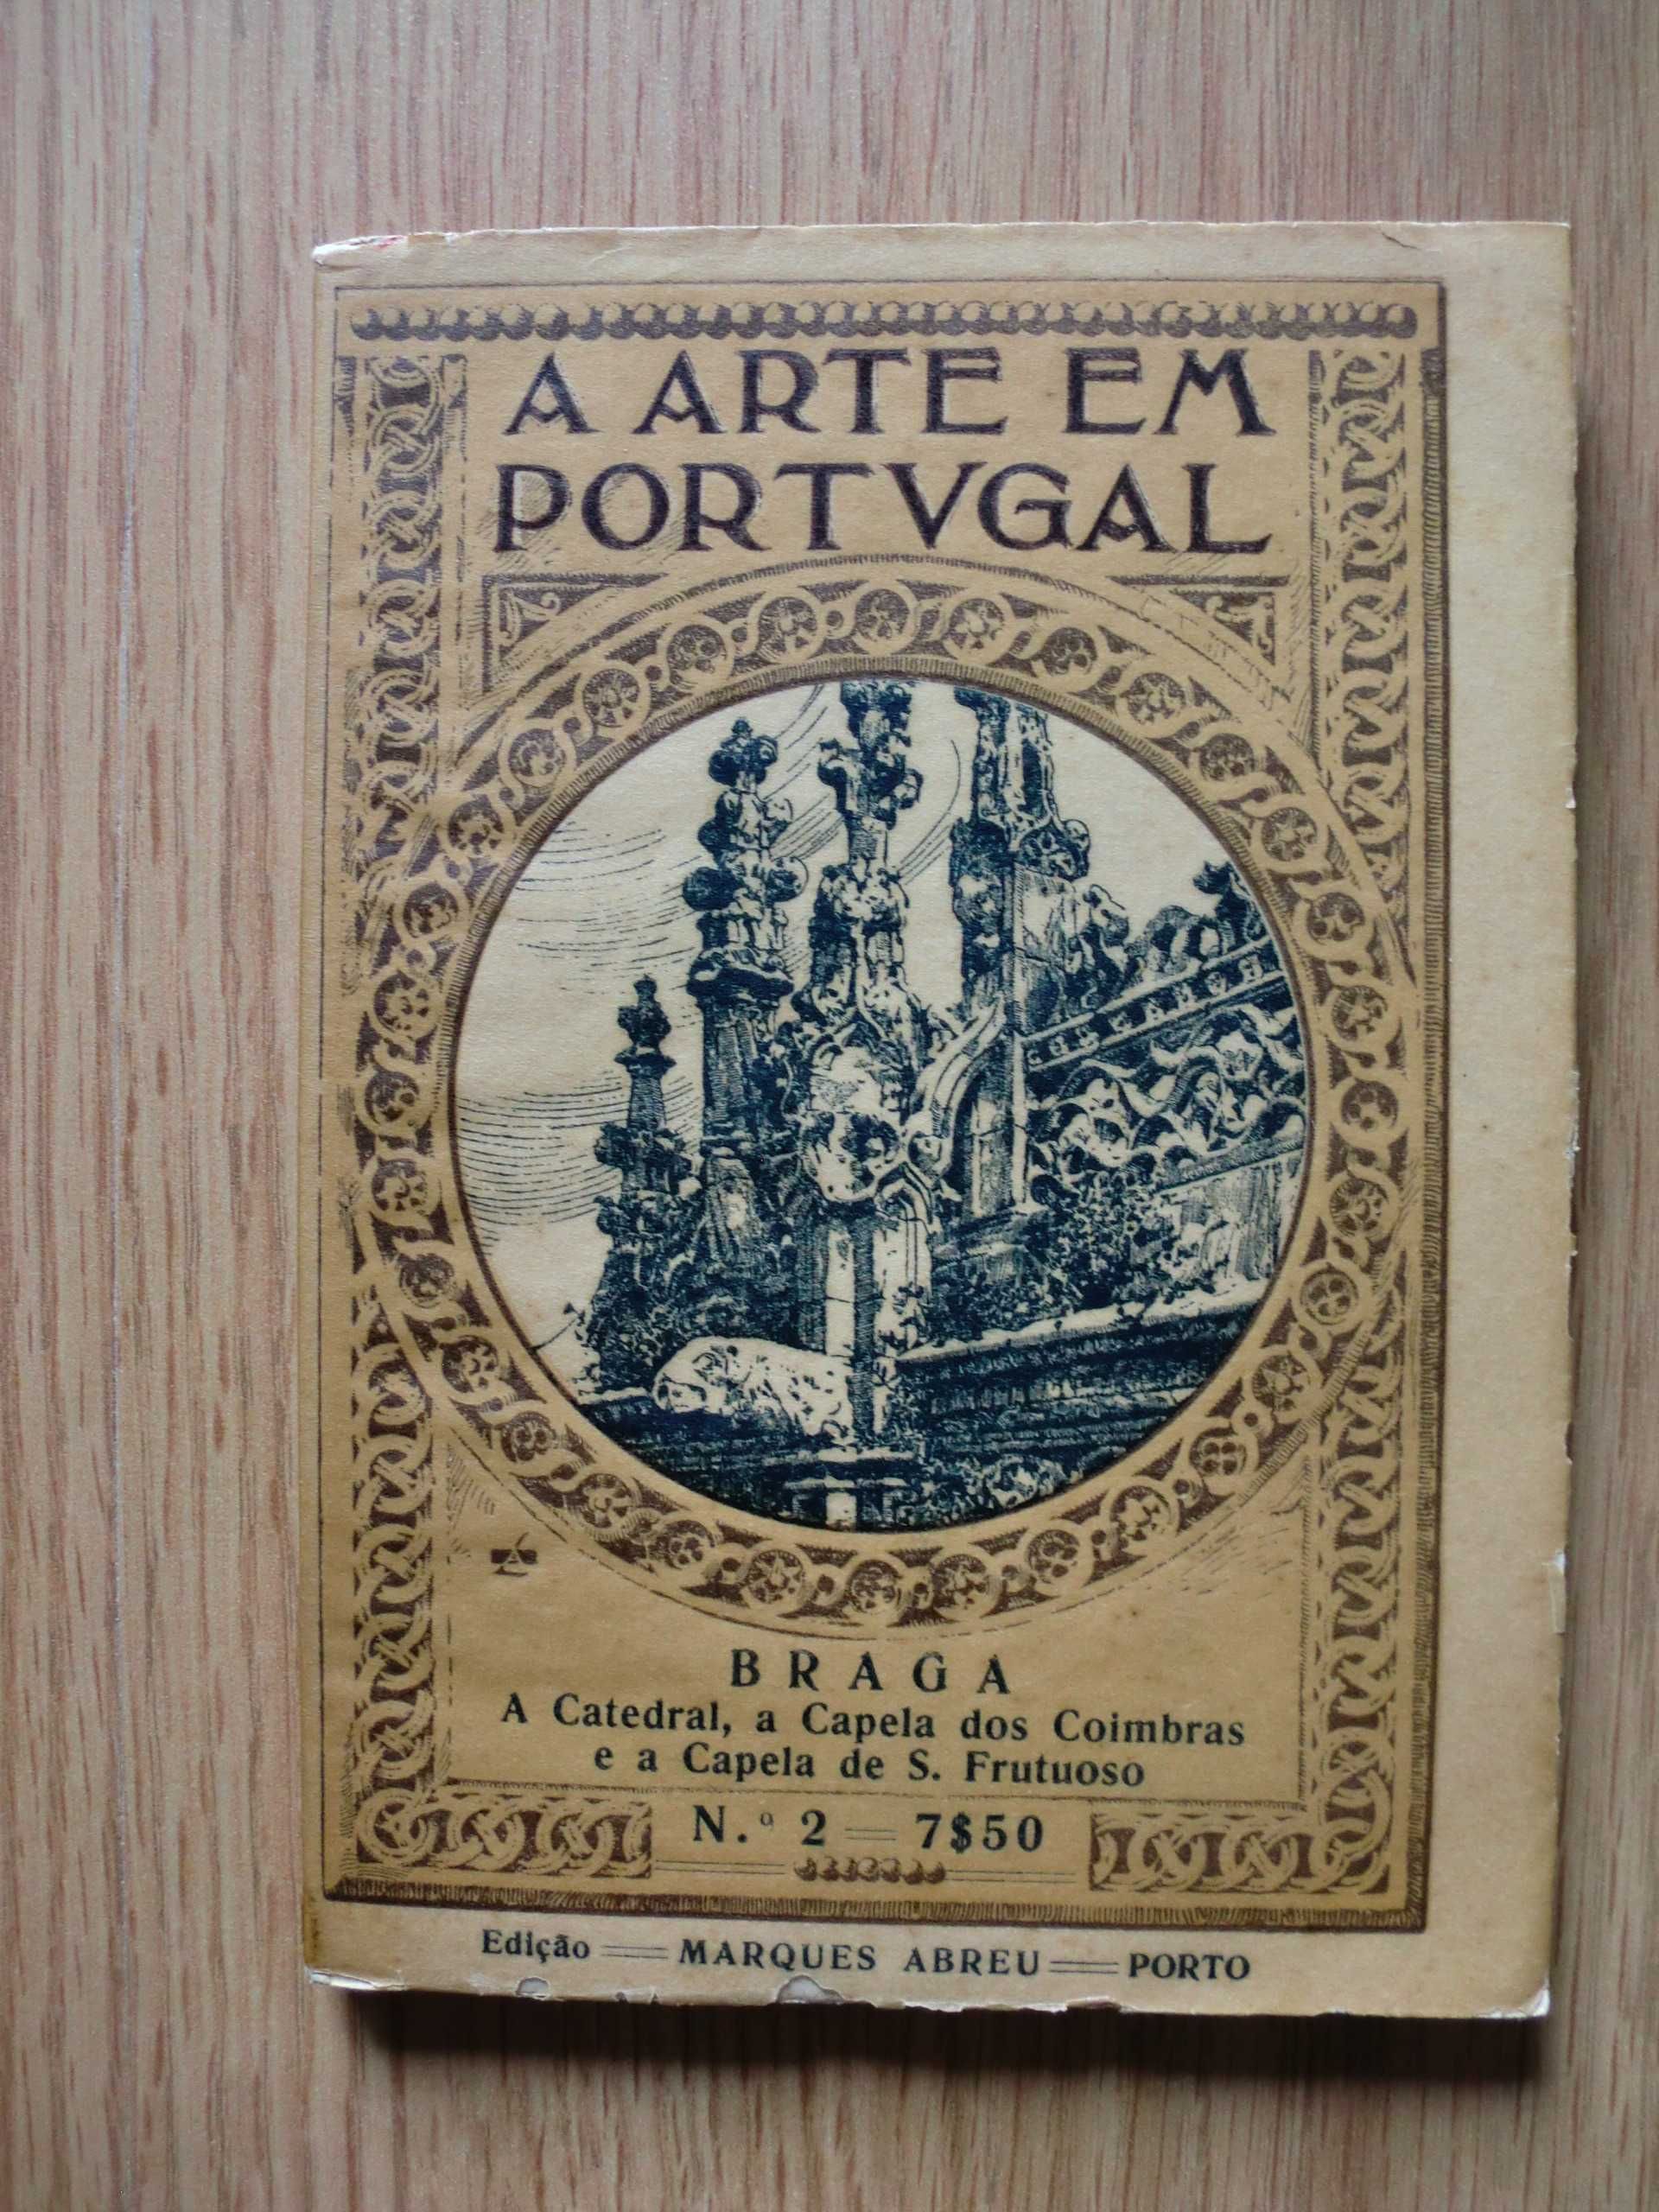 A ARTE EM
PORTVGAL
BRAGA
A Catedral, a Capela dos Coimbras
e a Capela de S. Frutuoso
N.º 2 = 7$50
Edição = MARQUES ABREU = PORTO